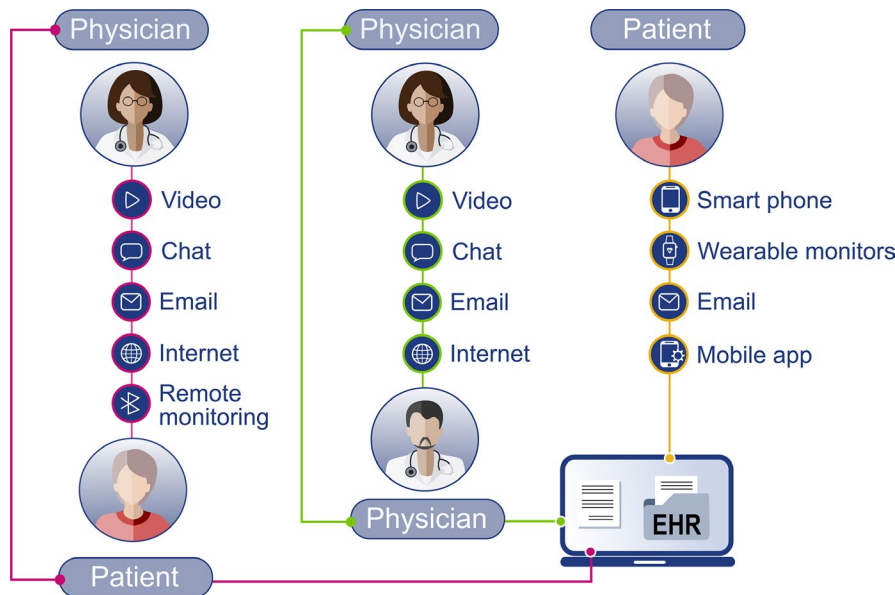 Physician
Video
Chat
Email
Internet
Remote
monitoring
Patient
Physician
Video
Chat
Email
Internet
Physician
Patient
Smart phone
Wearable monitors
Email
Mobile app
EHR